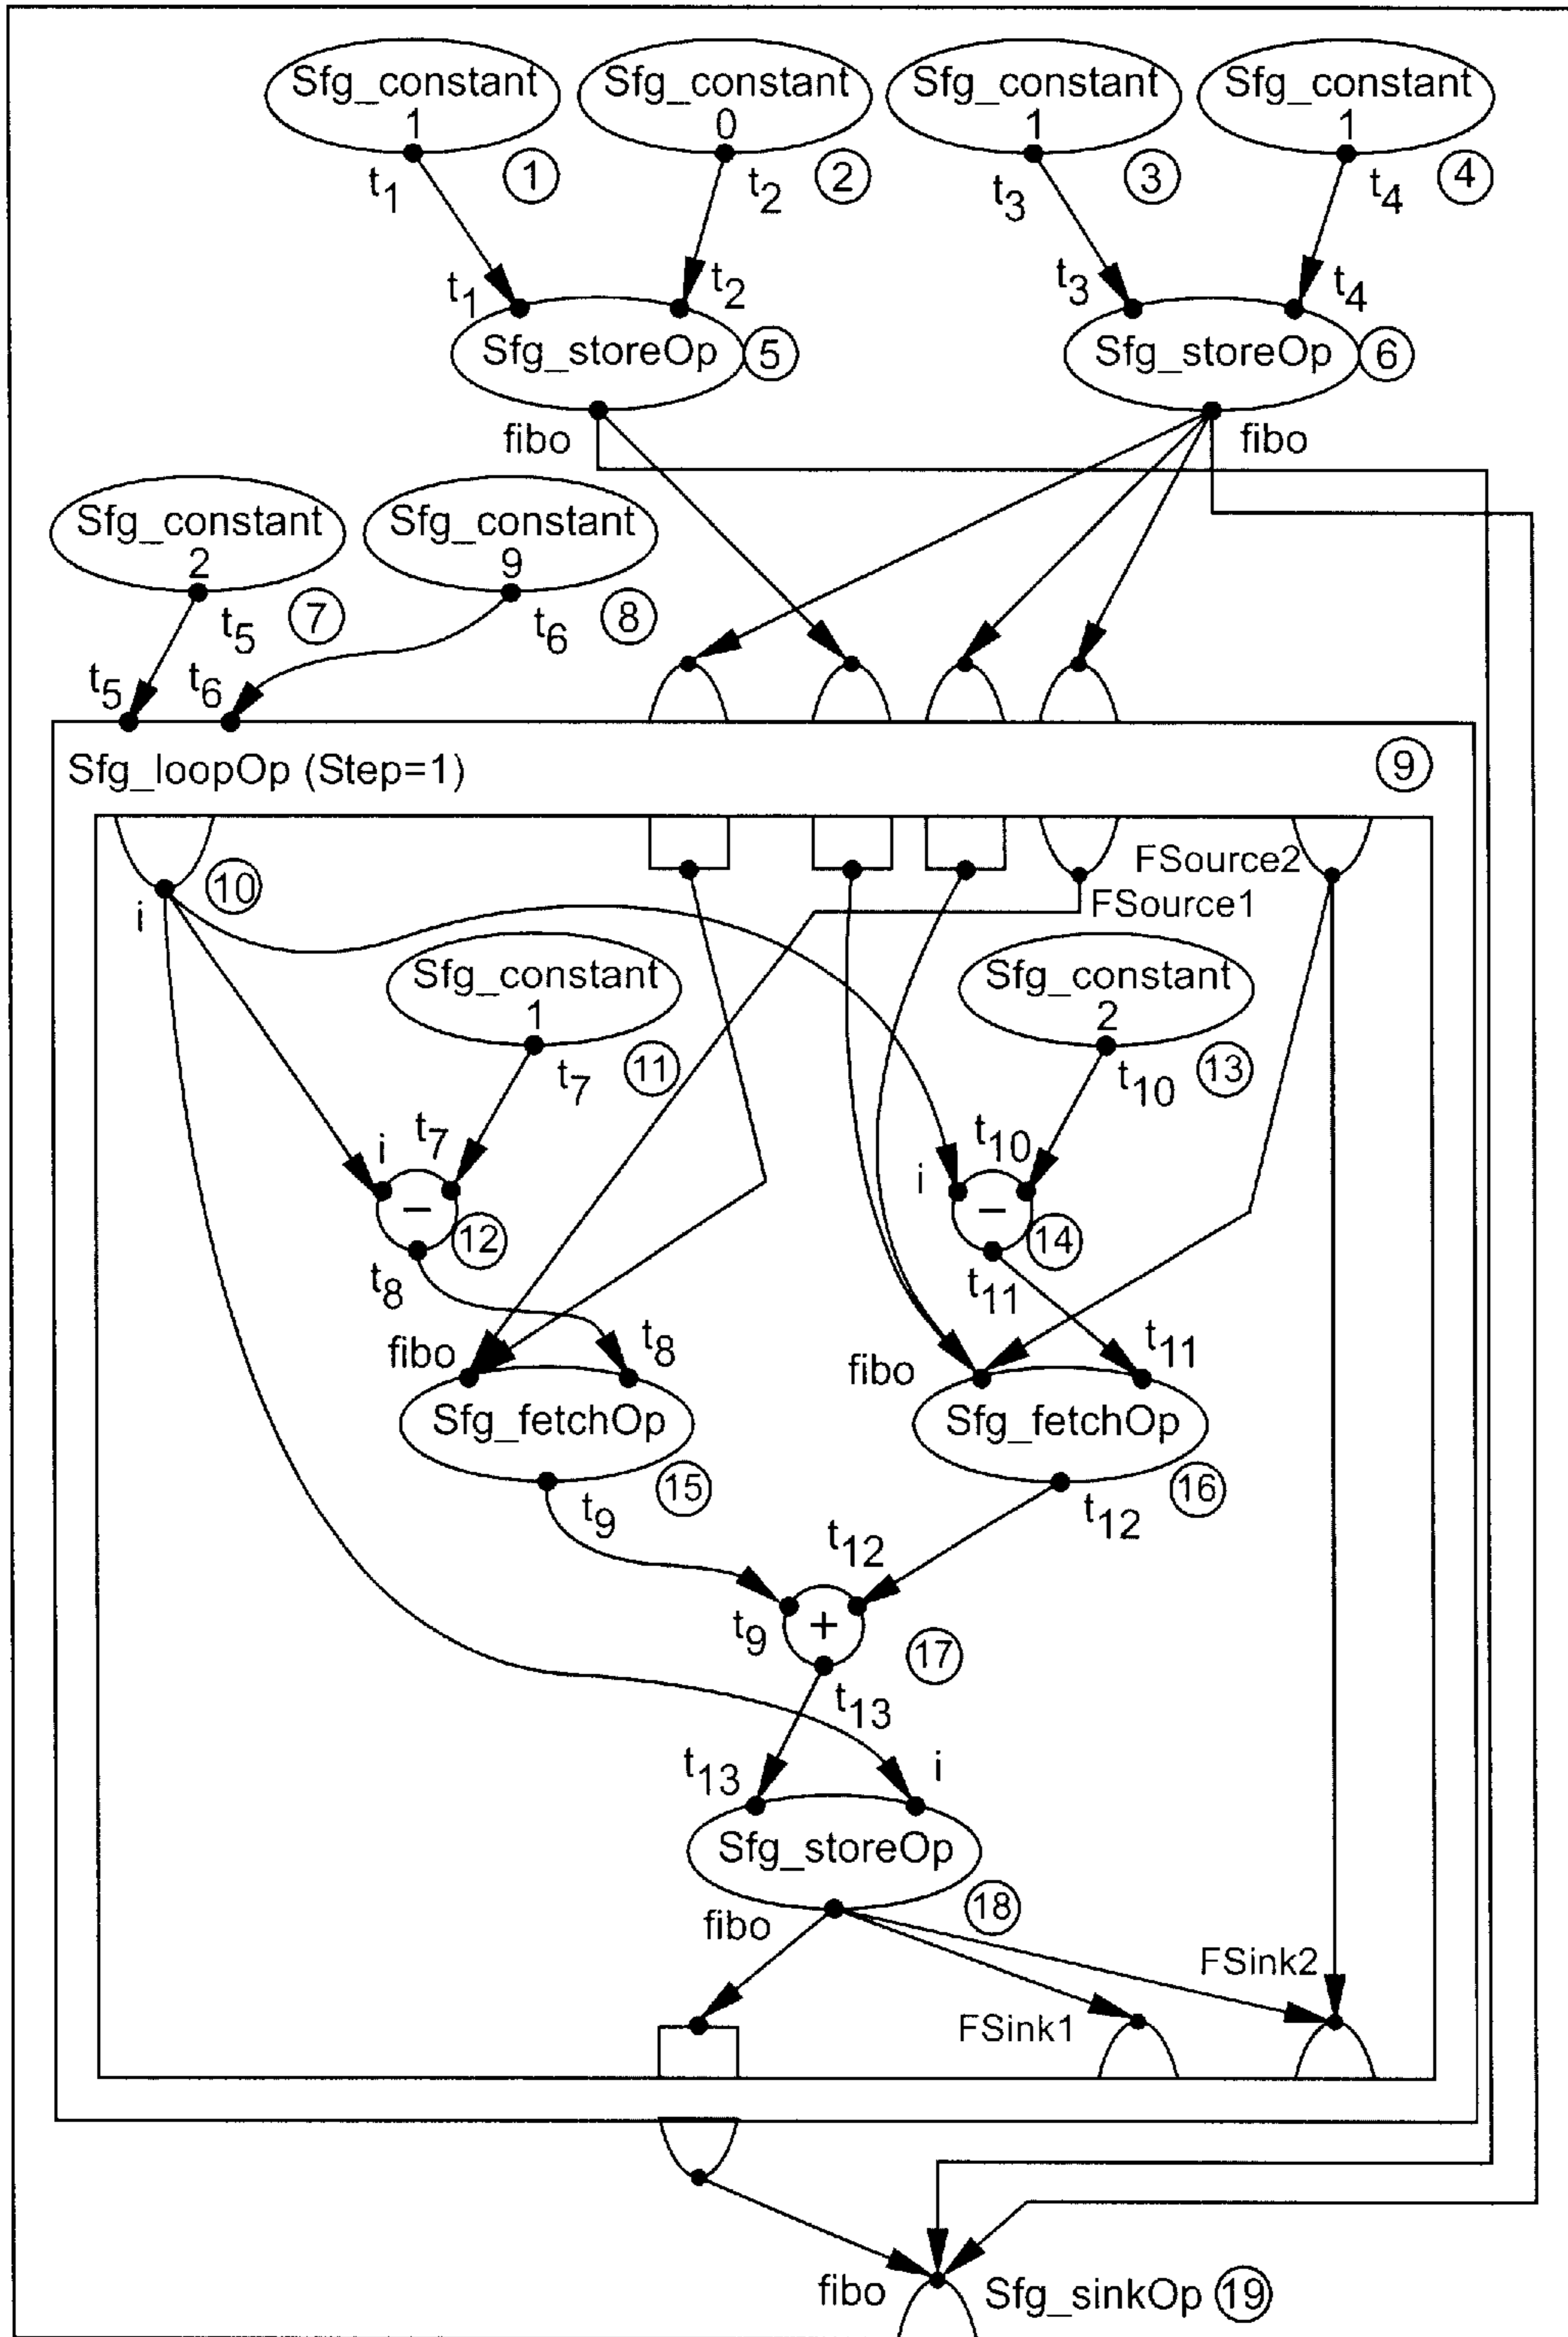 Sfg_constant Sfg_constant Sfg_constant Sfg_constant
1 0 1 1
t1 1 t2 2 t3 3 t4 4
t1 t2 t3 t4
Sfg_storeOp 5 Sfg_storeOp 6
fibo fibo
Sfg_constant Sfg_constant
2 9
t5 7 t6 8
t5 t6
Sfg_loopOp (Step=1) 9
FSource2
10
i FSource1
Sfg_constant Sfg_constant
1 2
t7 11 t10 13
i t7 i t10
− 12 − 14
t8 t11
fibo t8 fibo t11
Sfg_fetchOp Sfg_fetchOp
15 16
t9 t12
t12
t9 + 17
t13
t13 i
Sfg_storeOp
18
fibo
FSink2
FSink1
fibo Sfg_sinkOp 19